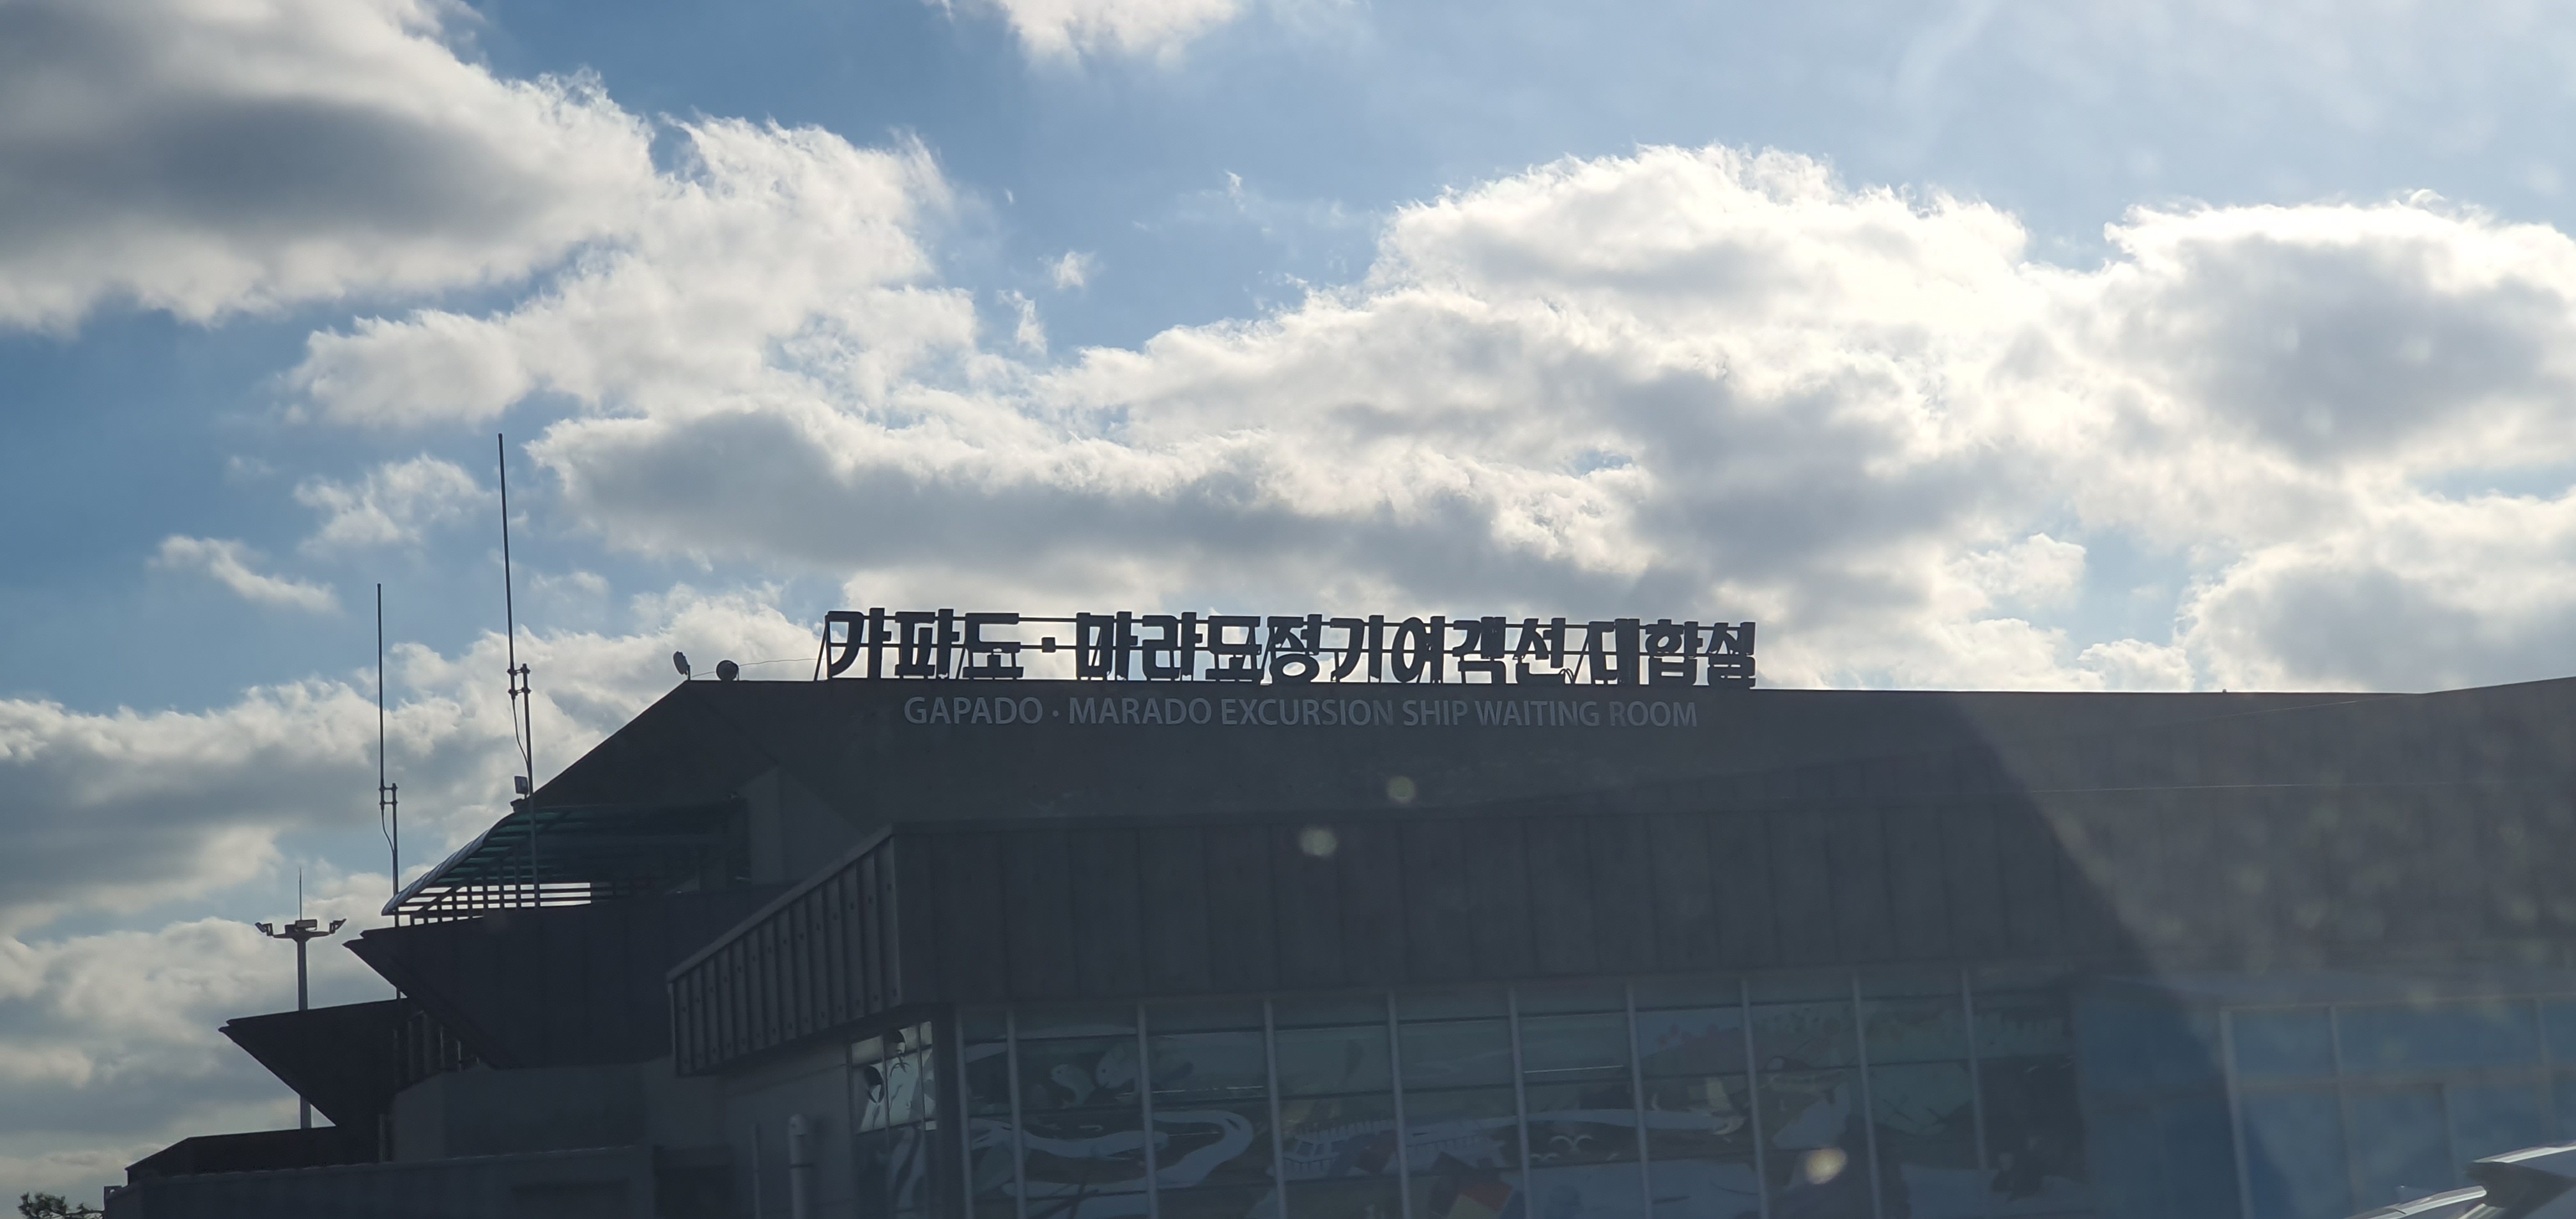 가파도·마라도정기여객선 대합실
GAPADO · MARADO EXCURSION SHIP WAITING ROOM